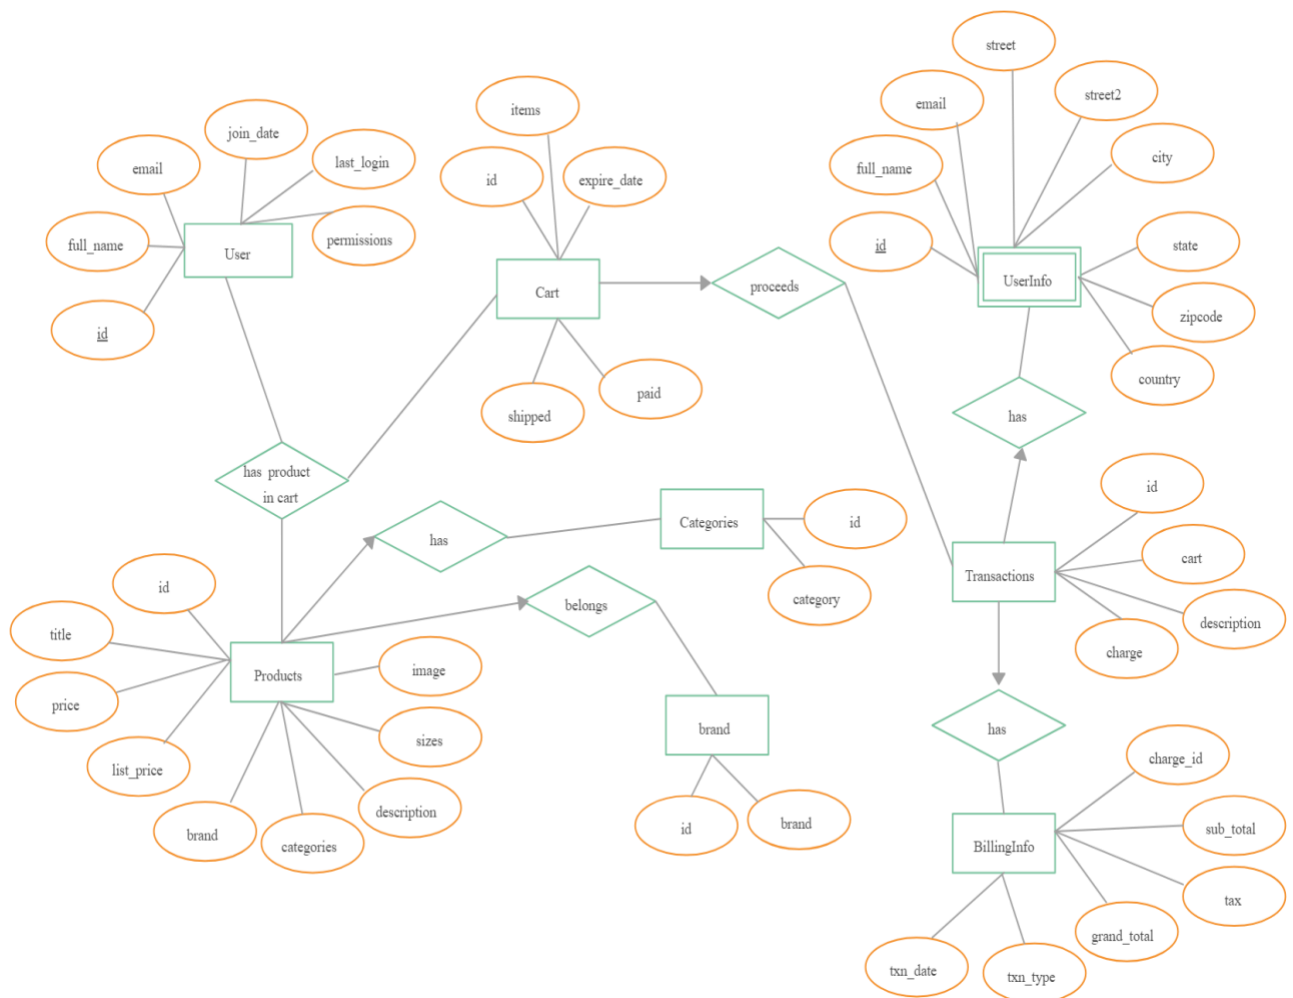 street
street2
email
items
join_date
last_login
email
city
full_name
id
expire_date
permissions
full_name
User
id
state
UserInfo
Cart
proceeds
zipcode
id
country
paid
shipped
has
has product
in cart
id
Categories
id
has
cart
Transactions
category
belongs
description
id
title
charge
image
Products
price
sizes
brand
has
charge_id
list_price
description
brand
id
brand
categories
sub_total
BillingInfo
tax
grand_total
txn_date
txn_type